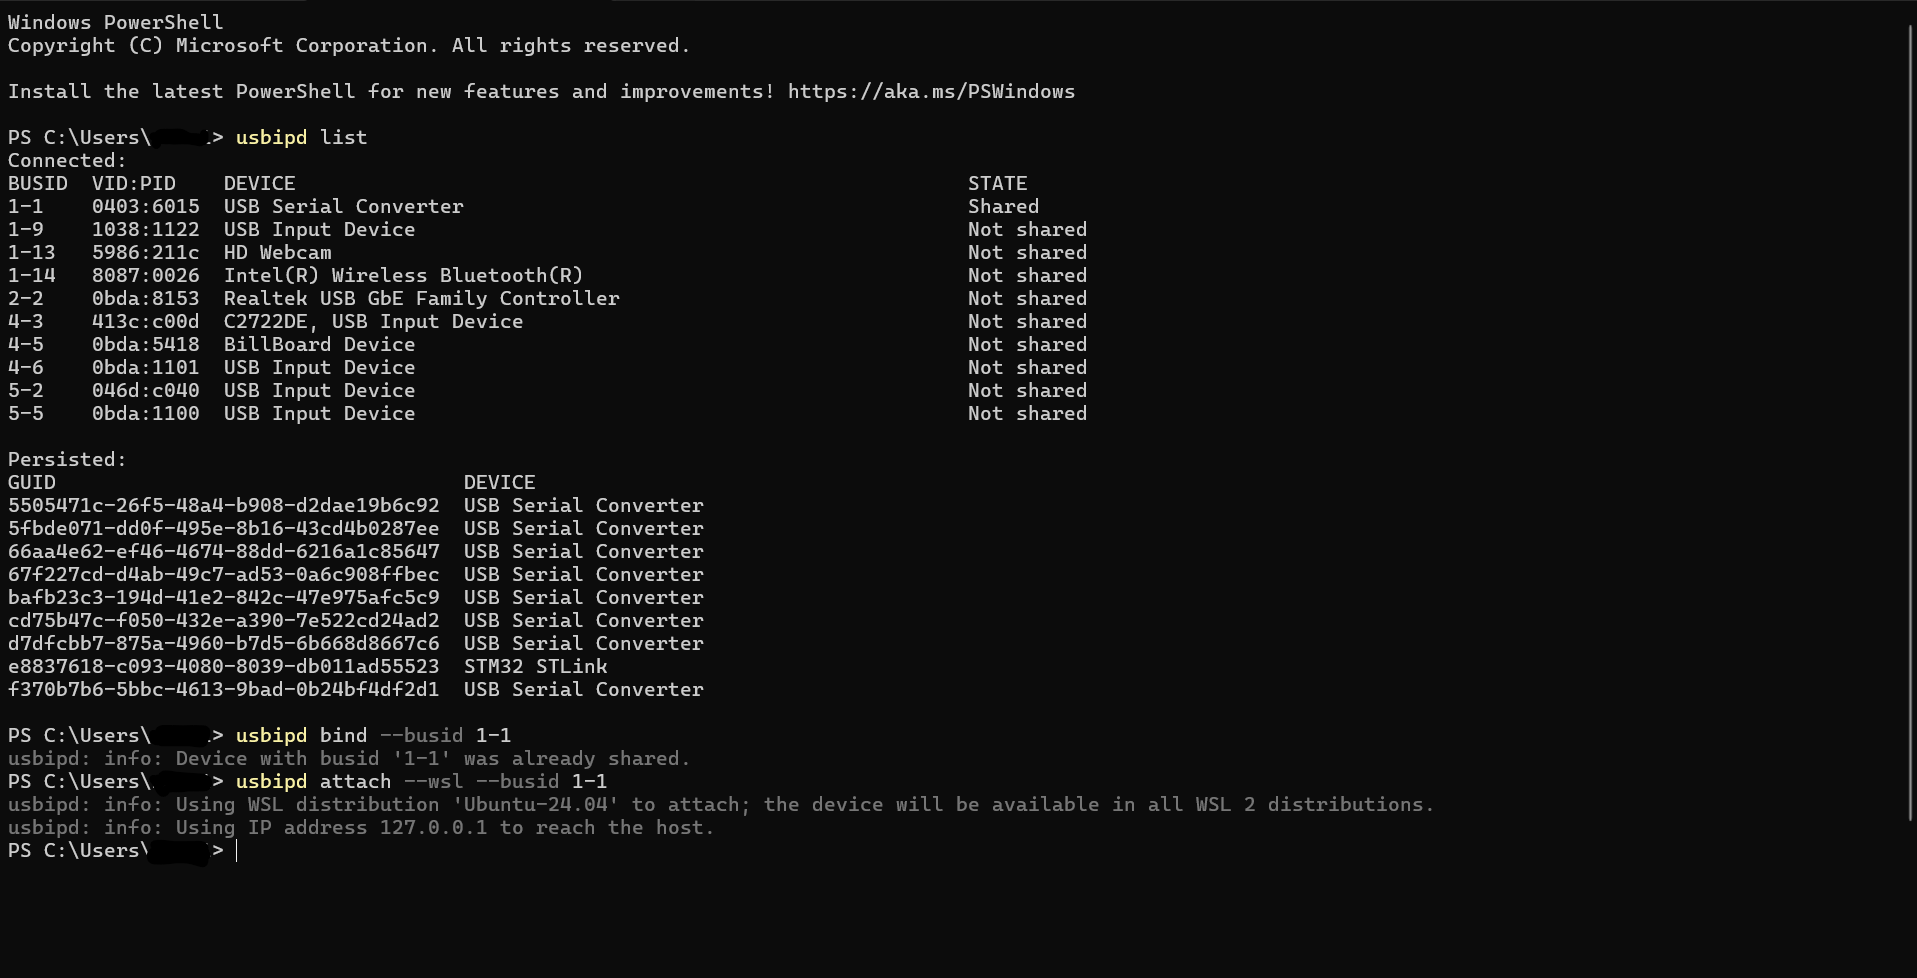 Windows PowerShell
Copyright (C) Microsoft Corporation. All rights reserved.
Install the latest PowerShell for new features and improvements! https://aka.ms/PSWindows
PS C:\Users\ > usbipd list
Connected:
BUSID  VID:PID    DEVICE                                                        STATE
1-1    0403:6015  USB Serial Converter                                          Shared
1-9    1038:1122  USB Input Device                                              Not shared
1-13   5986:211c  HD Webcam                                                     Not shared
1-14   8087:0026  Intel(R) Wireless Bluetooth(R)                                Not shared
2-2    0bda:8153  Realtek USB GbE Family Controller                             Not shared
4-3    413c:c00d  C2722DE, USB Input Device                                     Not shared
4-5    0bda:5418  BillBoard Device                                              Not shared
4-6    0bda:1101  USB Input Device                                              Not shared
5-2    046d:c040  USB Input Device                                              Not shared
5-5    0bda:1100  USB Input Device                                              Not shared
Persisted:
GUID                                  DEVICE
5505471c-26f5-48a4-b908-d2dae19b6c92  USB Serial Converter
5fbde071-dd0f-495e-8b16-43cd4b0287ee  USB Serial Converter
66aa4e62-ef46-4674-88dd-6216a1c85647  USB Serial Converter
67f227cd-d4ab-49c7-ad53-0a6c908ffbec  USB Serial Converter
bafb23c3-194d-41e2-842c-47e975afc5c9  USB Serial Converter
cd75b47c-f050-432e-a390-7e522cd24ad2  USB Serial Converter
d7dfcbb7-875a-4960-b7d5-6b668d8667c6  USB Serial Converter
e8837618-c093-4080-8039-db011ad55523  STM32 STLink
f370b7b6-5bbc-4613-9bad-0b24bf4df2d1  USB Serial Converter
PS C:\Users\ > usbipd bind --busid 1-1
usbipd: info: Device with busid '1-1' was already shared.
PS C:\Users\ > usbipd attach --wsl --busid 1-1
usbipd: info: Using WSL distribution 'Ubuntu-24.04' to attach; the device will be available in all WSL 2 distributions.
usbipd: info: Using IP address 127.0.0.1 to reach the host.
PS C:\Users\ >